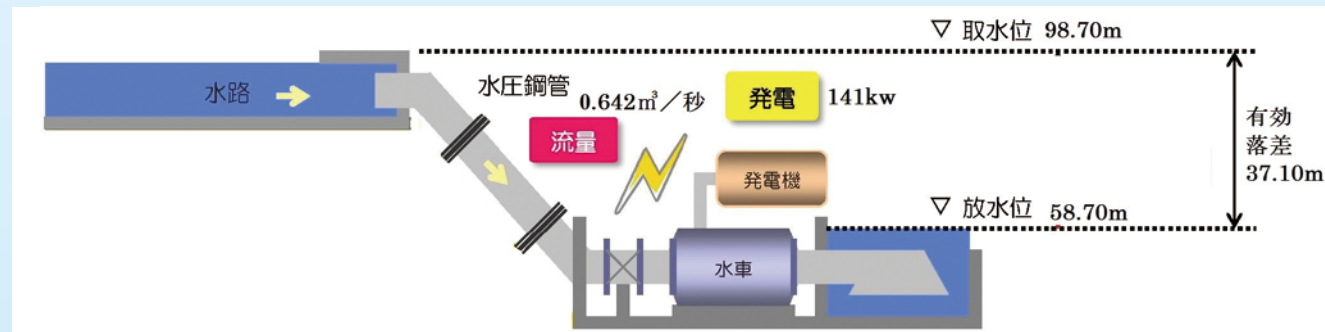 ▽ 取水位 98.70m
水路
水圧鋼管
0.642㎥／秒
発電
141kw
流量
有効
落差
37.10m
発電機
▽ 放水位 58.70m
水車